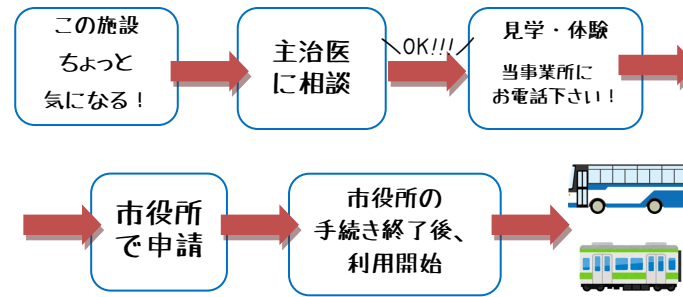 この施設
ちょっと
気になる！
主治医
に相談
OK!!!
見学・体験
当事業所に
お電話下さい！
市役所
で申請
市役所の
手続き終了後、
利用開始